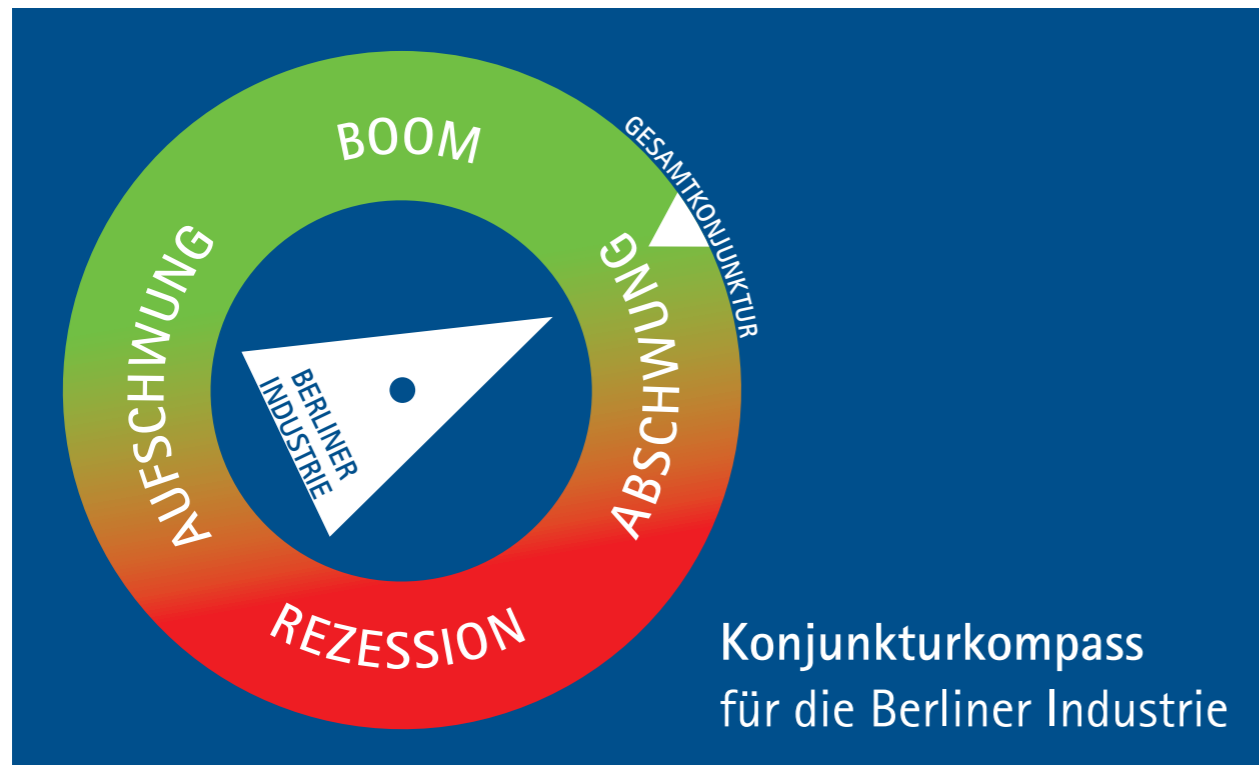 BOOM
GESAMTKONJUNKTUR
AUFSCHWUNG
ABSCHWUNG
BERLINER
INDUSTRIE
REZESSION
Konjunkturkompass
für die Berliner Industrie